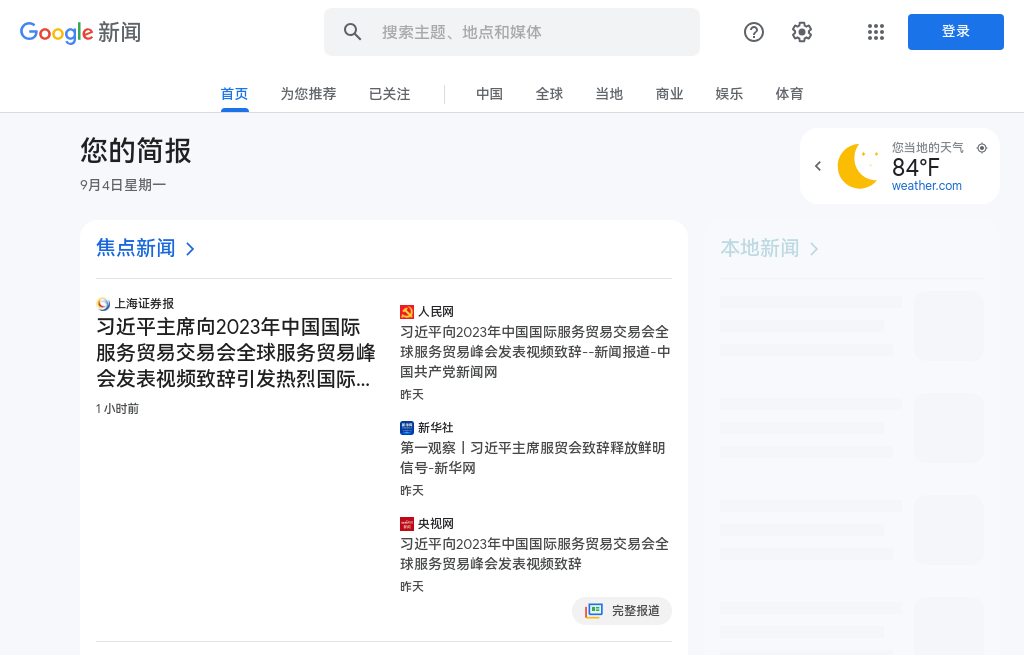 Google 新闻
搜索主题、地点和媒体
登录
首页
为您推荐
已关注
中国
全球
当地
商业
娱乐
体育
您的简报
9月4日星期一
您当地的天气
84°F
weather.com
焦点新闻
本地新闻
上海证券报
习近平主席向2023年中国国际
服务贸易交易会全球服务贸易峰
会发表视频致辞引发热烈国际...
1 小时前
人民网
习近平向2023年中国国际服务贸易交易会全
球服务贸易峰会发表视频致辞--新闻报道-中
国共产党新闻网
昨天
新华社
第一观察丨习近平主席服贸会致辞释放鲜明
信号-新华网
昨天
央视网
习近平向2023年中国国际服务贸易交易会全
球服务贸易峰会发表视频致辞
昨天
完整报道